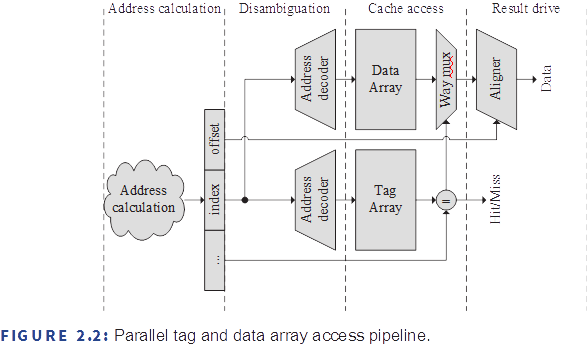 Address calculation
Disambiguation
Cache access
Result drive
Address
decoder
Data
Array
Way mux
Aligner
Data
offset
index
...
Address
calculation
Address
decoder
Tag
Array
=
Hit/Miss
FIGURE 2.2: Parallel tag and data array access pipeline.